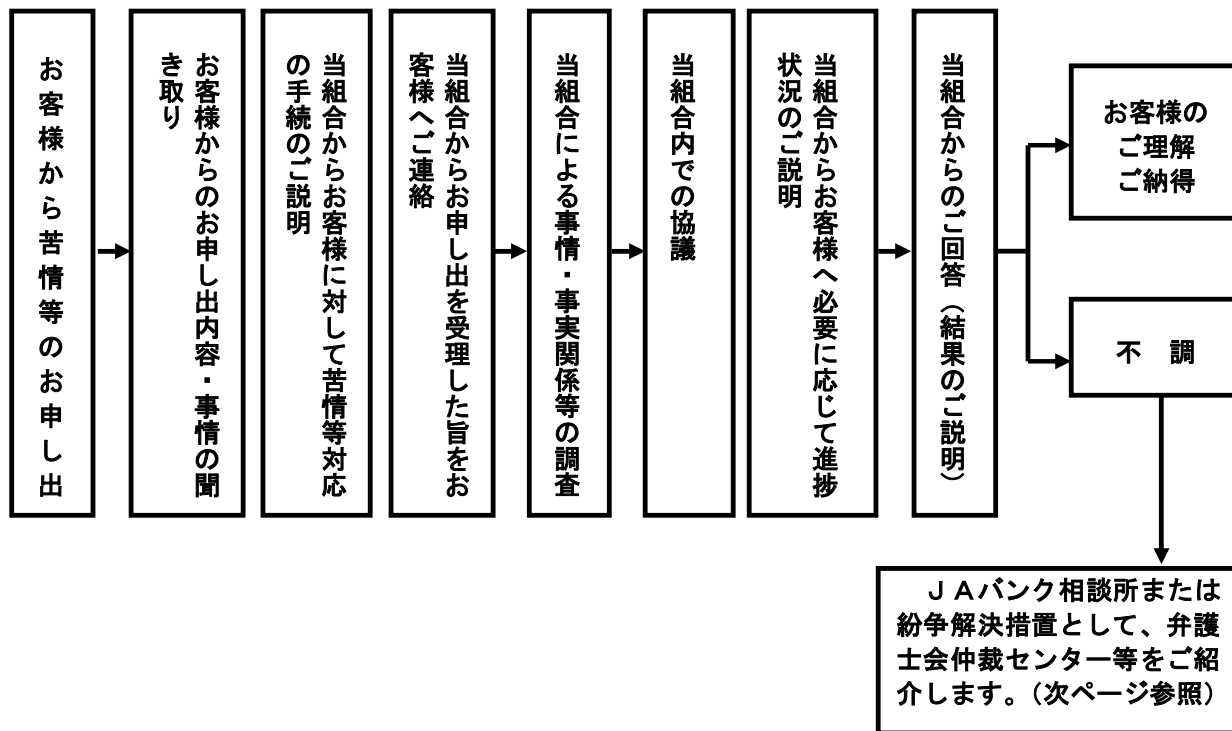 お客様から苦情等のお申し出
お客様からのお申し出内容・事情の聞
き取り
当組合からお客様に対して苦情等対応
の手続のご説明
当組合からお申し出を受理した旨をお
客様へご連絡
当組合による事情・事実関係等の調査
当組合内での協議
当組合からお客様へ必要に応じて進捗
状況のご説明
当組合からのご回答（結果のご説明）
お客様の
ご理解
ご納得
不　調
ＪＡバンク相談所または
紛争解決措置として、弁護
士会仲裁センター等をご紹
介します。（次ページ参照）